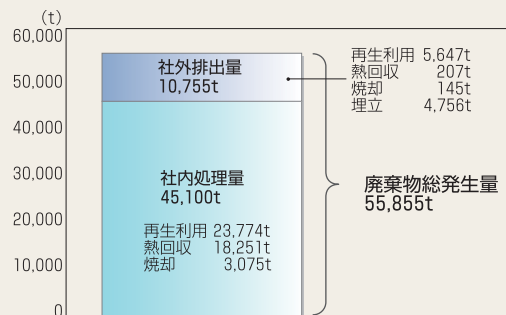 (t)
60,000
50,000
40,000
30,000
20,000
10,000
0
社外排出量
10,755t
再生利用 5,647t
熱回収 207t
焼却 145t
埋立 4,756t
社内処理量
45,100t
再生利用 23,774t
熱回収 18,251t
焼却 3,075t
廃棄物総発生量
55,855t